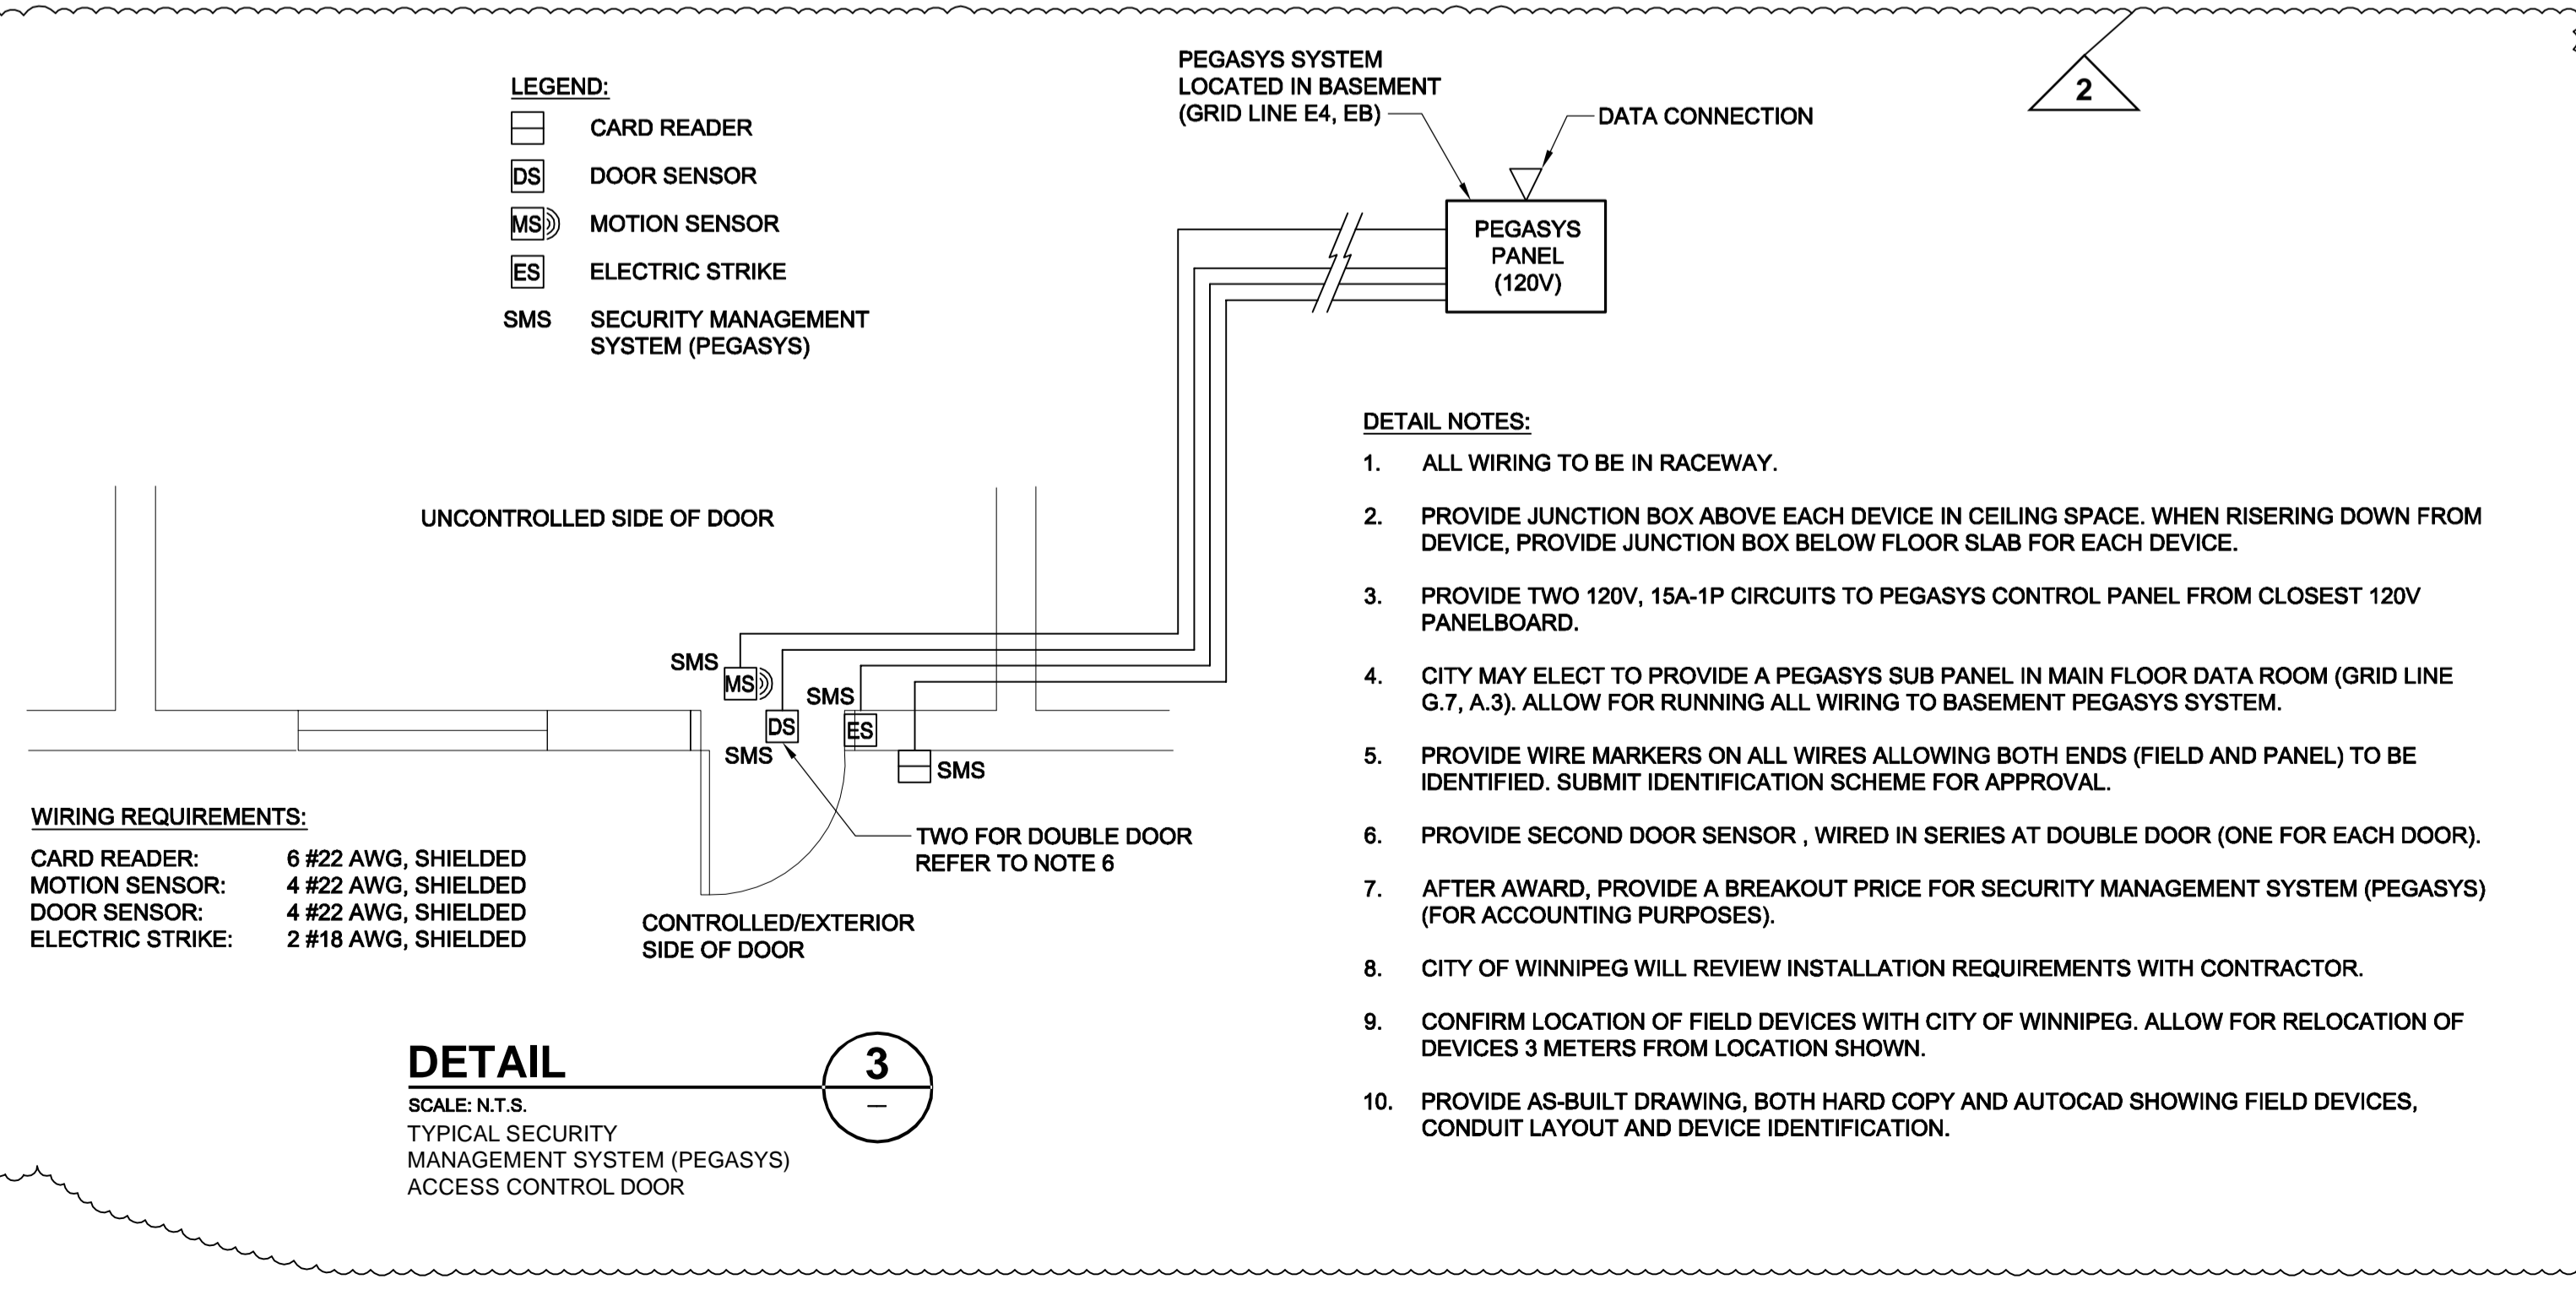 LEGEND:
CARD READER
DS DOOR SENSOR
MS MOTION SENSOR
ES ELECTRIC STRIKE
SMS SECURITY MANAGEMENT
SYSTEM (PEGASYS)
PEGASYS SYSTEM
LOCATED IN BASEMENT
(GRID LINE E4, EB)
DATA CONNECTION
2
PEGASYS
PANEL
(120V)
UNCONTROLLED SIDE OF DOOR
SMS
MS
SMS
DS
ES
SMS
SMS
TWO FOR DOUBLE DOOR
REFER TO NOTE 6
CONTROLLED/EXTERIOR
SIDE OF DOOR
WIRING REQUIREMENTS:
CARD READER: 6 #22 AWG, SHIELDED
MOTION SENSOR: 4 #22 AWG, SHIELDED
DOOR SENSOR: 4 #22 AWG, SHIELDED
ELECTRIC STRIKE: 2 #18 AWG, SHIELDED
DETAIL
3
—
SCALE: N.T.S.
TYPICAL SECURITY
MANAGEMENT SYSTEM (PEGASYS)
ACCESS CONTROL DOOR
DETAIL NOTES:
1. ALL WIRING TO BE IN RACEWAY.
2. PROVIDE JUNCTION BOX ABOVE EACH DEVICE IN CEILING SPACE. WHEN RISERING DOWN FROM
DEVICE, PROVIDE JUNCTION BOX BELOW FLOOR SLAB FOR EACH DEVICE.
3. PROVIDE TWO 120V, 15A-1P CIRCUITS TO PEGASYS CONTROL PANEL FROM CLOSEST 120V
PANELBOARD.
4. CITY MAY ELECT TO PROVIDE A PEGASYS SUB PANEL IN MAIN FLOOR DATA ROOM (GRID LINE
G.7, A.3). ALLOW FOR RUNNING ALL WIRING TO BASEMENT PEGASYS SYSTEM.
5. PROVIDE WIRE MARKERS ON ALL WIRES ALLOWING BOTH ENDS (FIELD AND PANEL) TO BE
IDENTIFIED. SUBMIT IDENTIFICATION SCHEME FOR APPROVAL.
6. PROVIDE SECOND DOOR SENSOR , WIRED IN SERIES AT DOUBLE DOOR (ONE FOR EACH DOOR).
7. AFTER AWARD, PROVIDE A BREAKOUT PRICE FOR SECURITY MANAGEMENT SYSTEM (PEGASYS)
(FOR ACCOUNTING PURPOSES).
8. CITY OF WINNIPEG WILL REVIEW INSTALLATION REQUIREMENTS WITH CONTRACTOR.
9. CONFIRM LOCATION OF FIELD DEVICES WITH CITY OF WINNIPEG. ALLOW FOR RELOCATION OF
DEVICES 3 METERS FROM LOCATION SHOWN.
10. PROVIDE AS-BUILT DRAWING, BOTH HARD COPY AND AUTOCAD SHOWING FIELD DEVICES,
CONDUIT LAYOUT AND DEVICE IDENTIFICATION.